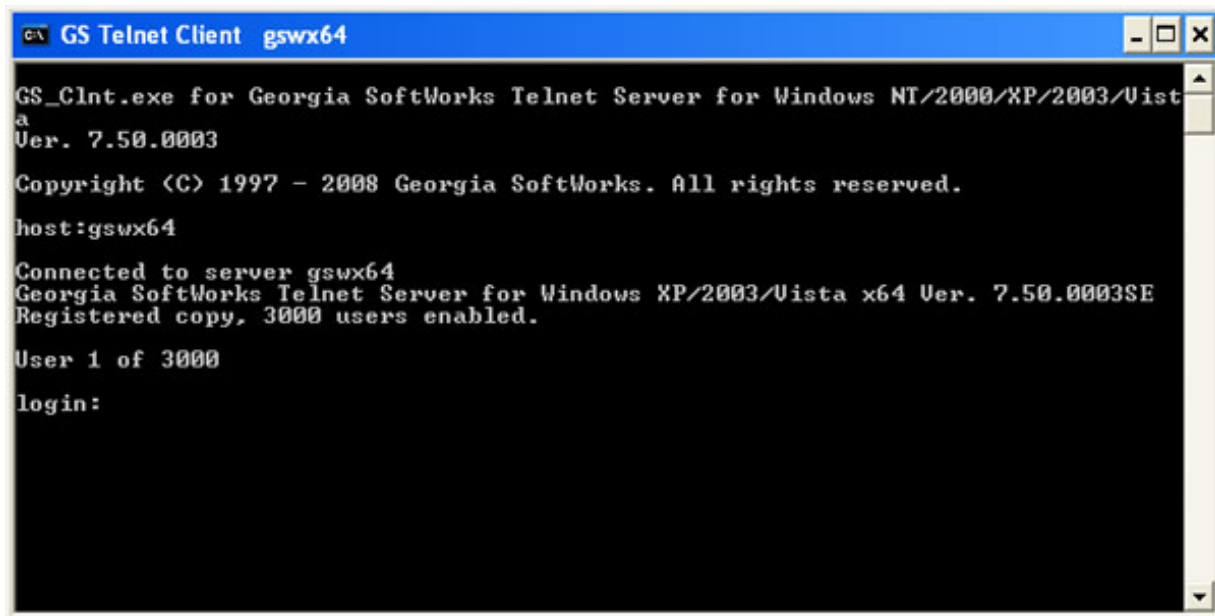 GS Telnet Client gswx64
GS_Clnt.exe for Georgia SoftWorks Telnet Server for Windows NT/2000/XP/2003/Vist
a
Ver. 7.50.0003
Copyright (C) 1997 - 2008 Georgia SoftWorks. All rights reserved.
host:gswx64
Connected to server gswx64
Georgia SoftWorks Telnet Server for Windows XP/2003/Vista x64 Ver. 7.50.0003SE
Registered copy, 3000 users enabled.
User 1 of 3000
login: